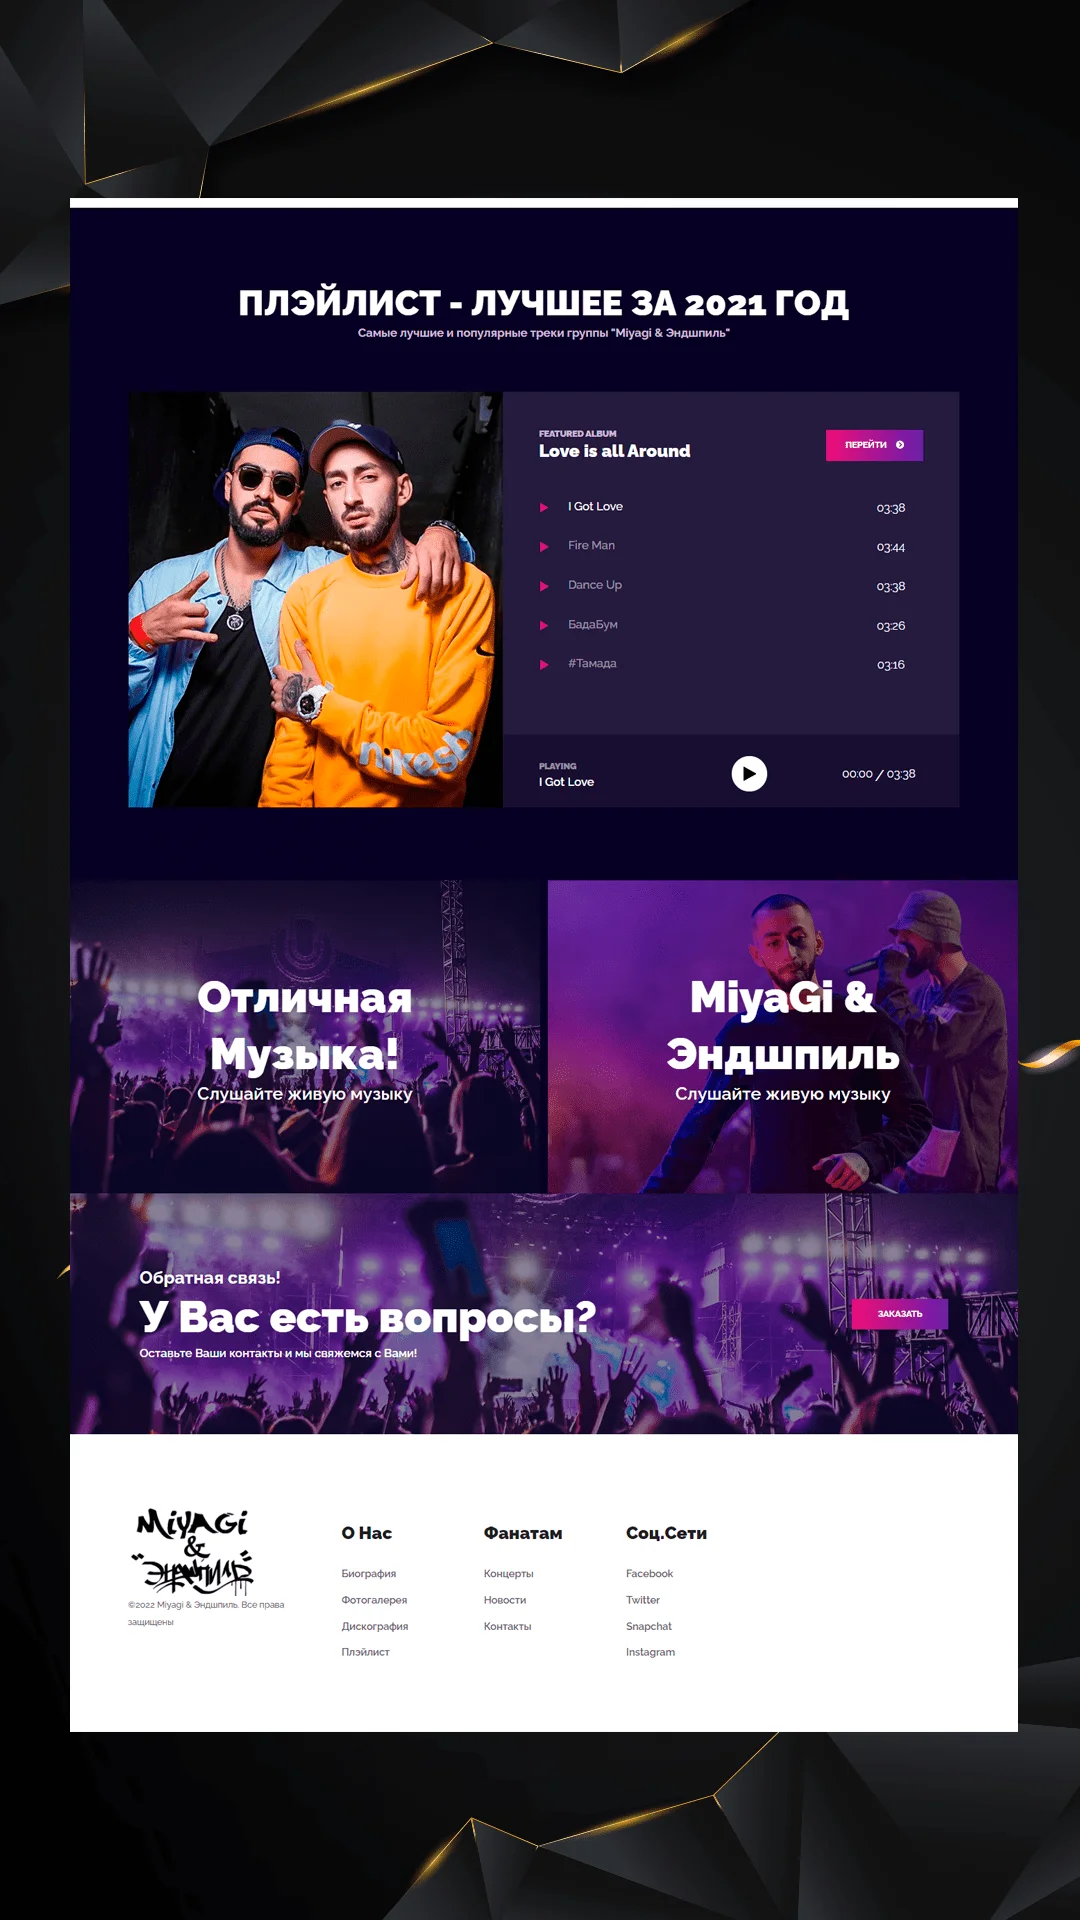 ПЛЭЙЛИСТ - ЛУЧШЕЕ ЗА 2021 ГОД
Самые лучшие и популярные треки группы "Miyagi & Эндшпиль"
FEATURED ALBUM
Love is all Around
ПЕРЕЙТИ
I Got Love 03:38
Fire Man 03:44
Dance Up 03:38
БадаБум 03:26
#Тамада 03:16
PLAYING
I Got Love
00:00 / 03:38
Отличная
Музыка!
Слушайте живую музыку
MiyaGi &
Эндшпиль
Слушайте живую музыку
Обратная связь!
У Вас есть вопросы?
Оставьте Ваши контакты и мы свяжемся с Вами!
ЗАКАЗАТЬ
MiYAGi
&
"ЭНДШПИЛЬ"
©2022 Miyagi & Эндшпиль. Все права
защищены
О Нас
Биография
Фотогалерея
Дискография
Плэйлист
Фанатам
Концерты
Новости
Контакты
Соц.Сети
Facebook
Twitter
Snapchat
Instagram